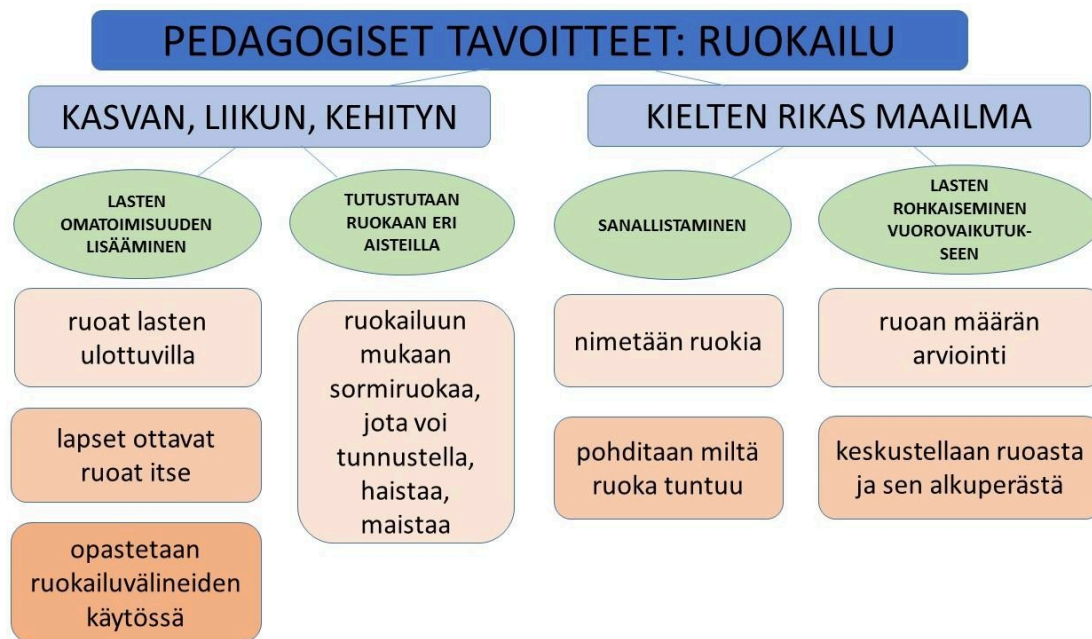 PEDAGOGISET TAVOITTEET: RUOKAILU
KASVAN, LIIKUN, KEHITYN
KIELTEN RIKAS MAAILMA
LASTEN
OMATOIMISUUDEN
LISÄÄMINEN
TUTUSTUTAAN
RUOKAAN ERI
AISTEILLA
SANALLISTAMINEN
LASTEN
ROHKAISEMINEN
VUOROVAIKUTUK-
SEEN
ruoat lasten
ulottuvilla
lapset ottavat
ruoat itse
opastetaan
ruokailuvälineiden
käytössä
ruokailuun
mukaan
sormiruokaa,
jota voi
tunnustella,
haistaa,
maistaa
nimetään ruokia
pohditaan miltä
ruoka tuntuu
ruoan määrän
arviointi
keskustellaan ruoasta
ja sen alkuperästä